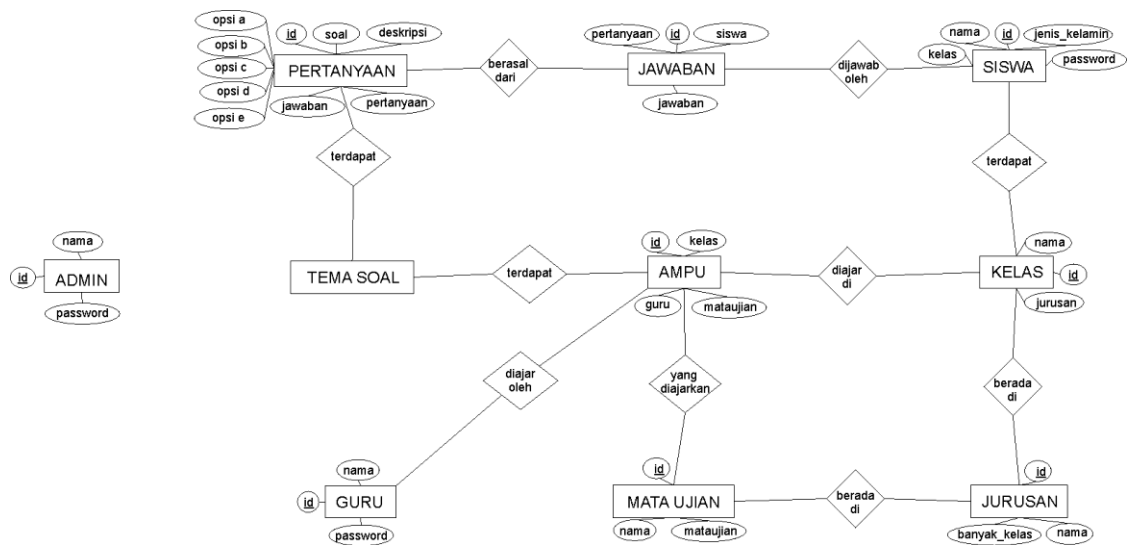 opsi a
opsi b
opsi c
opsi d
opsi e
id
soal
deskripsi
PERTANYAAN
jawaban
pertanyaan
berasal
dari
pertanyaan
id
siswa
JAWABAN
jawaban
dijawab
oleh
nama
id
jenis_kelamin
kelas
SISWA
password
terdapat
terdapat
nama
id
ADMIN
password
TEMA SOAL
terdapat
id
kelas
AMPU
guru
mataujian
diajar
di
nama
KELAS
id
jurusan
diajar
oleh
yang
diajarkan
berada
di
nama
id
GURU
password
id
MATA UJIAN
nama
mataujian
berada
di
id
JURUSAN
banyak_kelas
nama